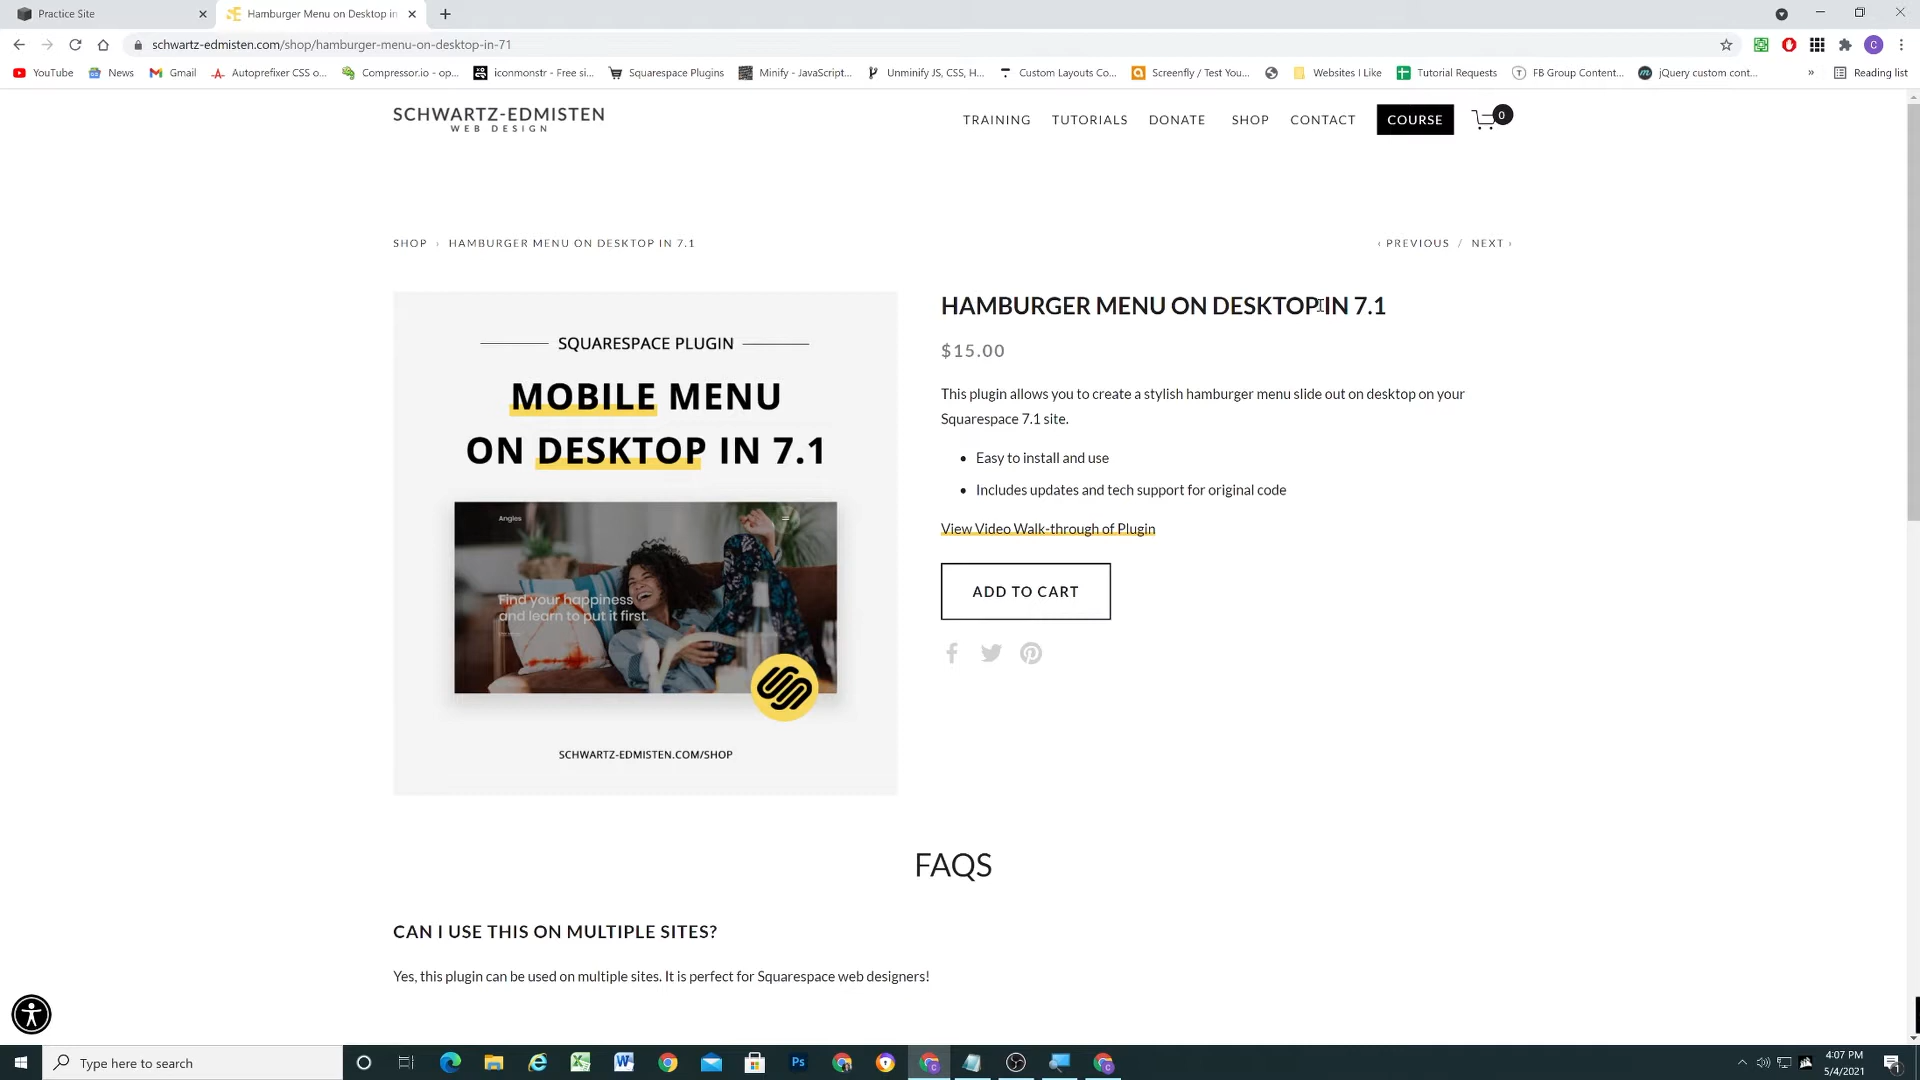 Practice Site
Hamburger Menu on Desktop in
schwartz-edmisten.com/shop/hamburger-menu-on-desktop-in-71
YouTube News Gmail Autoprefixer CSS o... Compressor.io - op... iconmonstr - Free si... Squarespace Plugins Minify - JavaScript... Unminify JS, CSS, H... Custom Layouts Co... Screenfly / Test You... Websites I Like Tutorial Requests FB Group Content... jQuery custom cont... » Reading list
SCHWARTZ-EDMISTEN
WEB DESIGN
TRAINING TUTORIALS DONATE SHOP CONTACT COURSE 0
SHOP › HAMBURGER MENU ON DESKTOP IN 7.1
‹ PREVIOUS / NEXT ›
SQUARESPACE PLUGIN
MOBILE MENU
ON DESKTOP IN 7.1
Angles
Find your happiness
and learn to put it first.
SCHWARTZ-EDMISTEN.COM/SHOP
HAMBURGER MENU ON DESKTOP IN 7.1
$15.00
This plugin allows you to create a stylish hamburger menu slide out on desktop on your
Squarespace 7.1 site.
• Easy to install and use
• Includes updates and tech support for original code
View Video Walk-through of Plugin
ADD TO CART
FAQS
CAN I USE THIS ON MULTIPLE SITES?
Yes, this plugin can be used on multiple sites. It is perfect for Squarespace web designers!
Type here to search
4:07 PM
5/4/2021